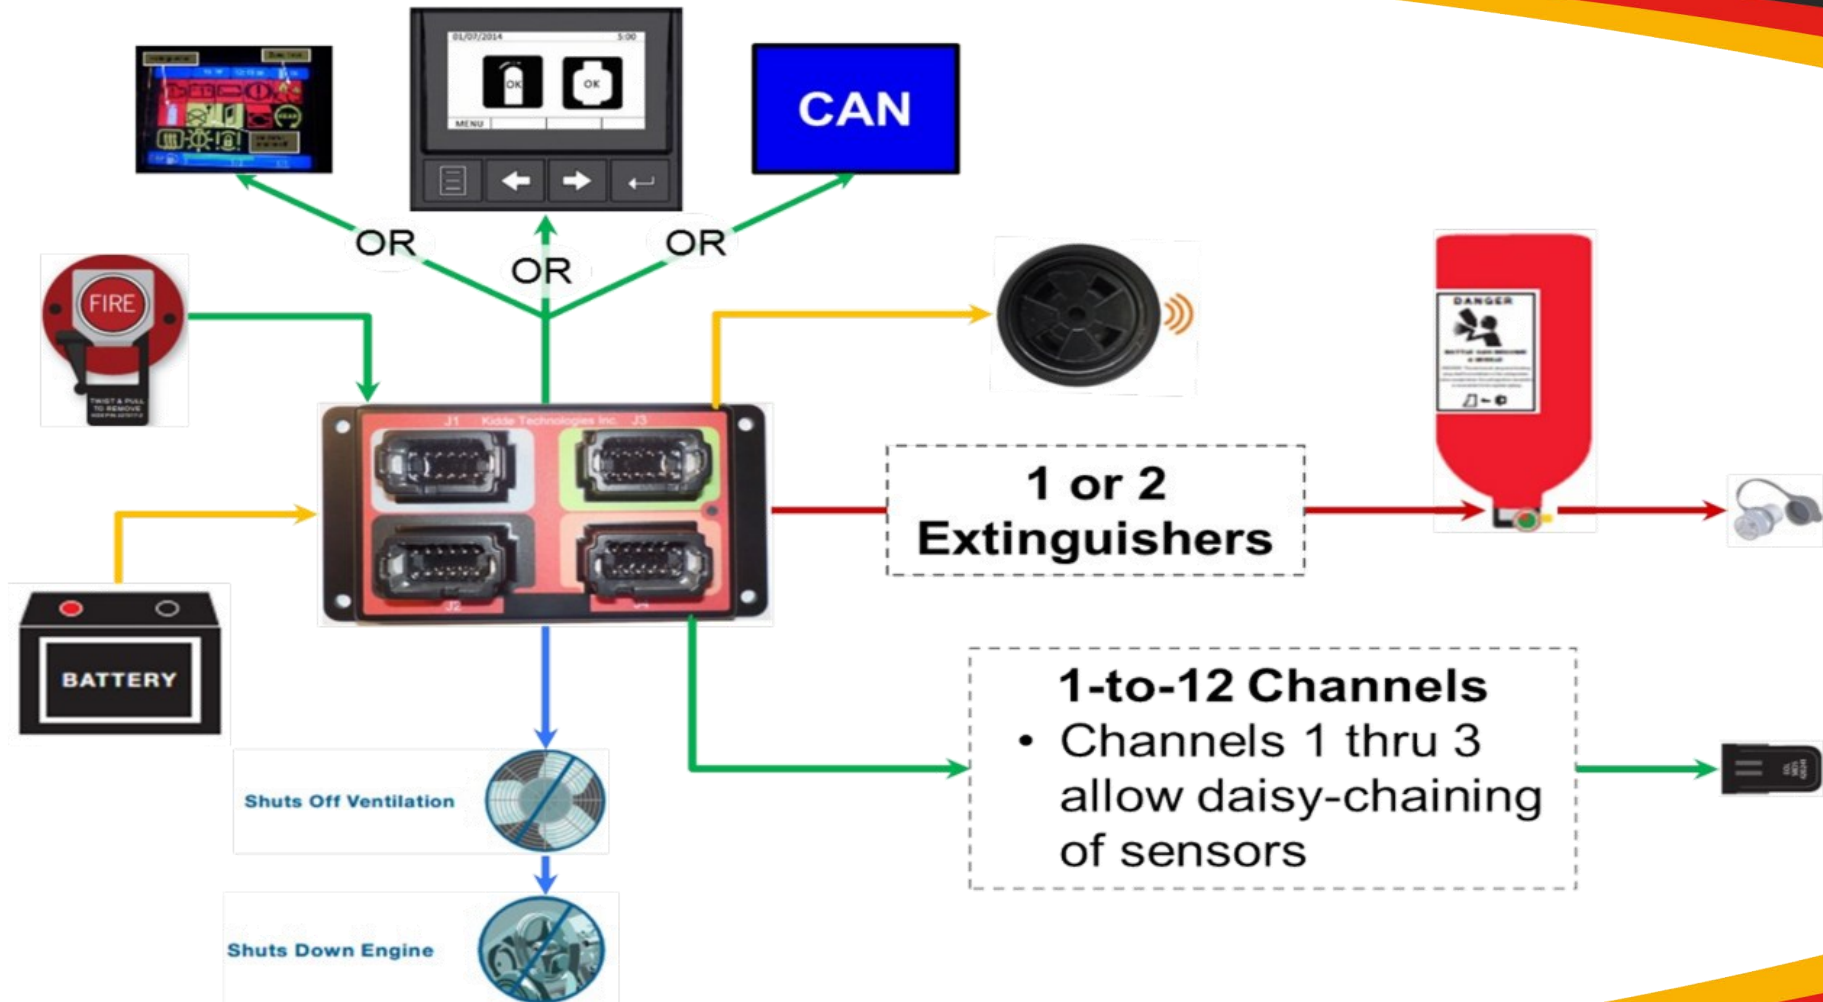 01/07/2014 5:00
OK
OK
MENU
CAN
OR
OR
OR
FIRE
TWIST & PULL
TO REMOVE
J1 Kidde Technologies Inc. J3
J2
J4
DANGER
1 or 2
Extinguishers
BATTERY
1-to-12 Channels
• Channels 1 thru 3
allow daisy-chaining
of sensors
EOL
Shuts Off Ventilation
Shuts Down Engine